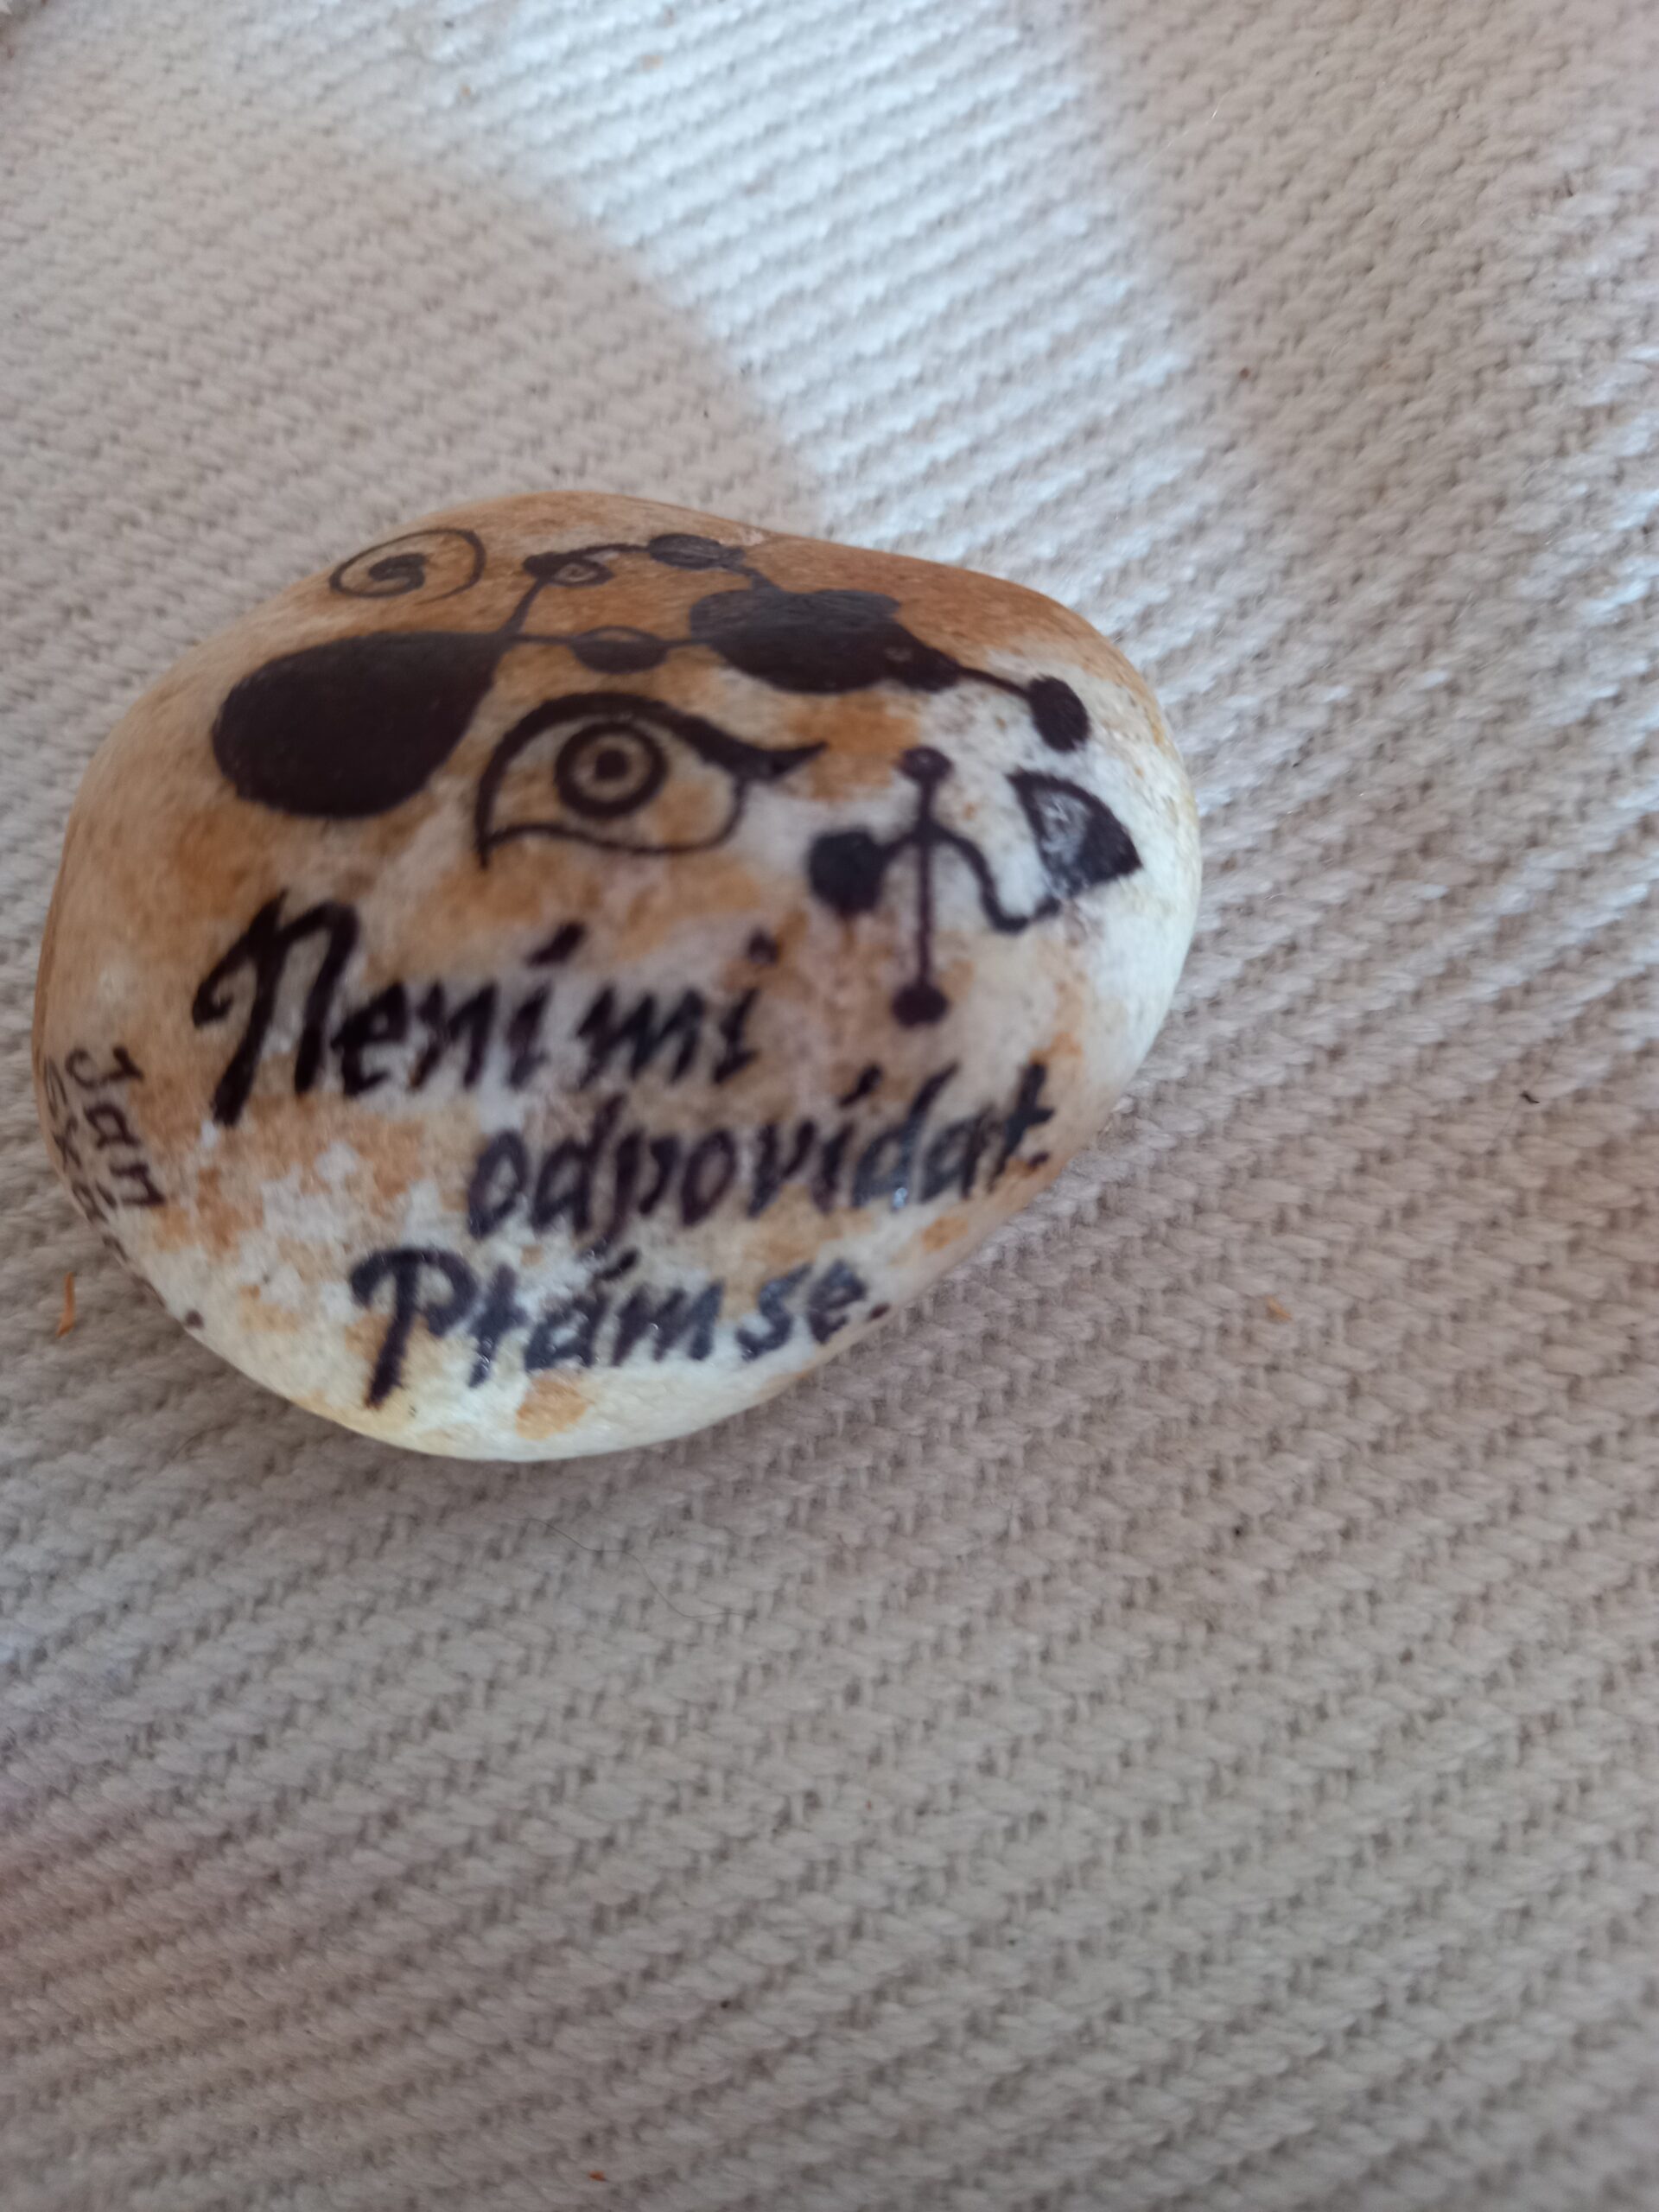 Není mi
odpovídat.
Ptám se.
Jan